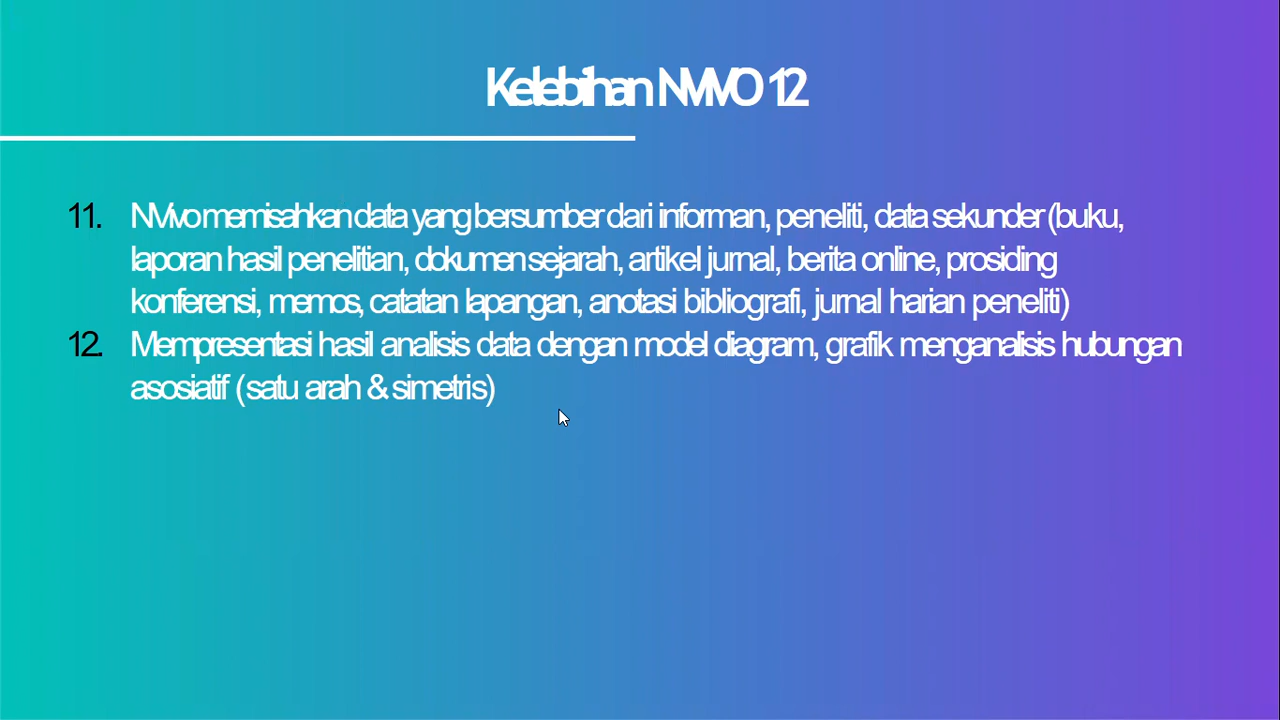 Kelebihan NVIVO 12
11. NVivo memisahkan data yang bersumber dari informan, peneliti, data sekunder (buku,
laporan hasil penelitian, dokumen sejarah, artikel jurnal, berita online, prosiding
konferensi, memos, catatan lapangan, anotasi bibliografi, jurnal harian peneliti)
12. Mempresentasi hasil analisis data dengan model diagram, grafik menganalisis hubungan
asosiatif (satu arah & simetris)